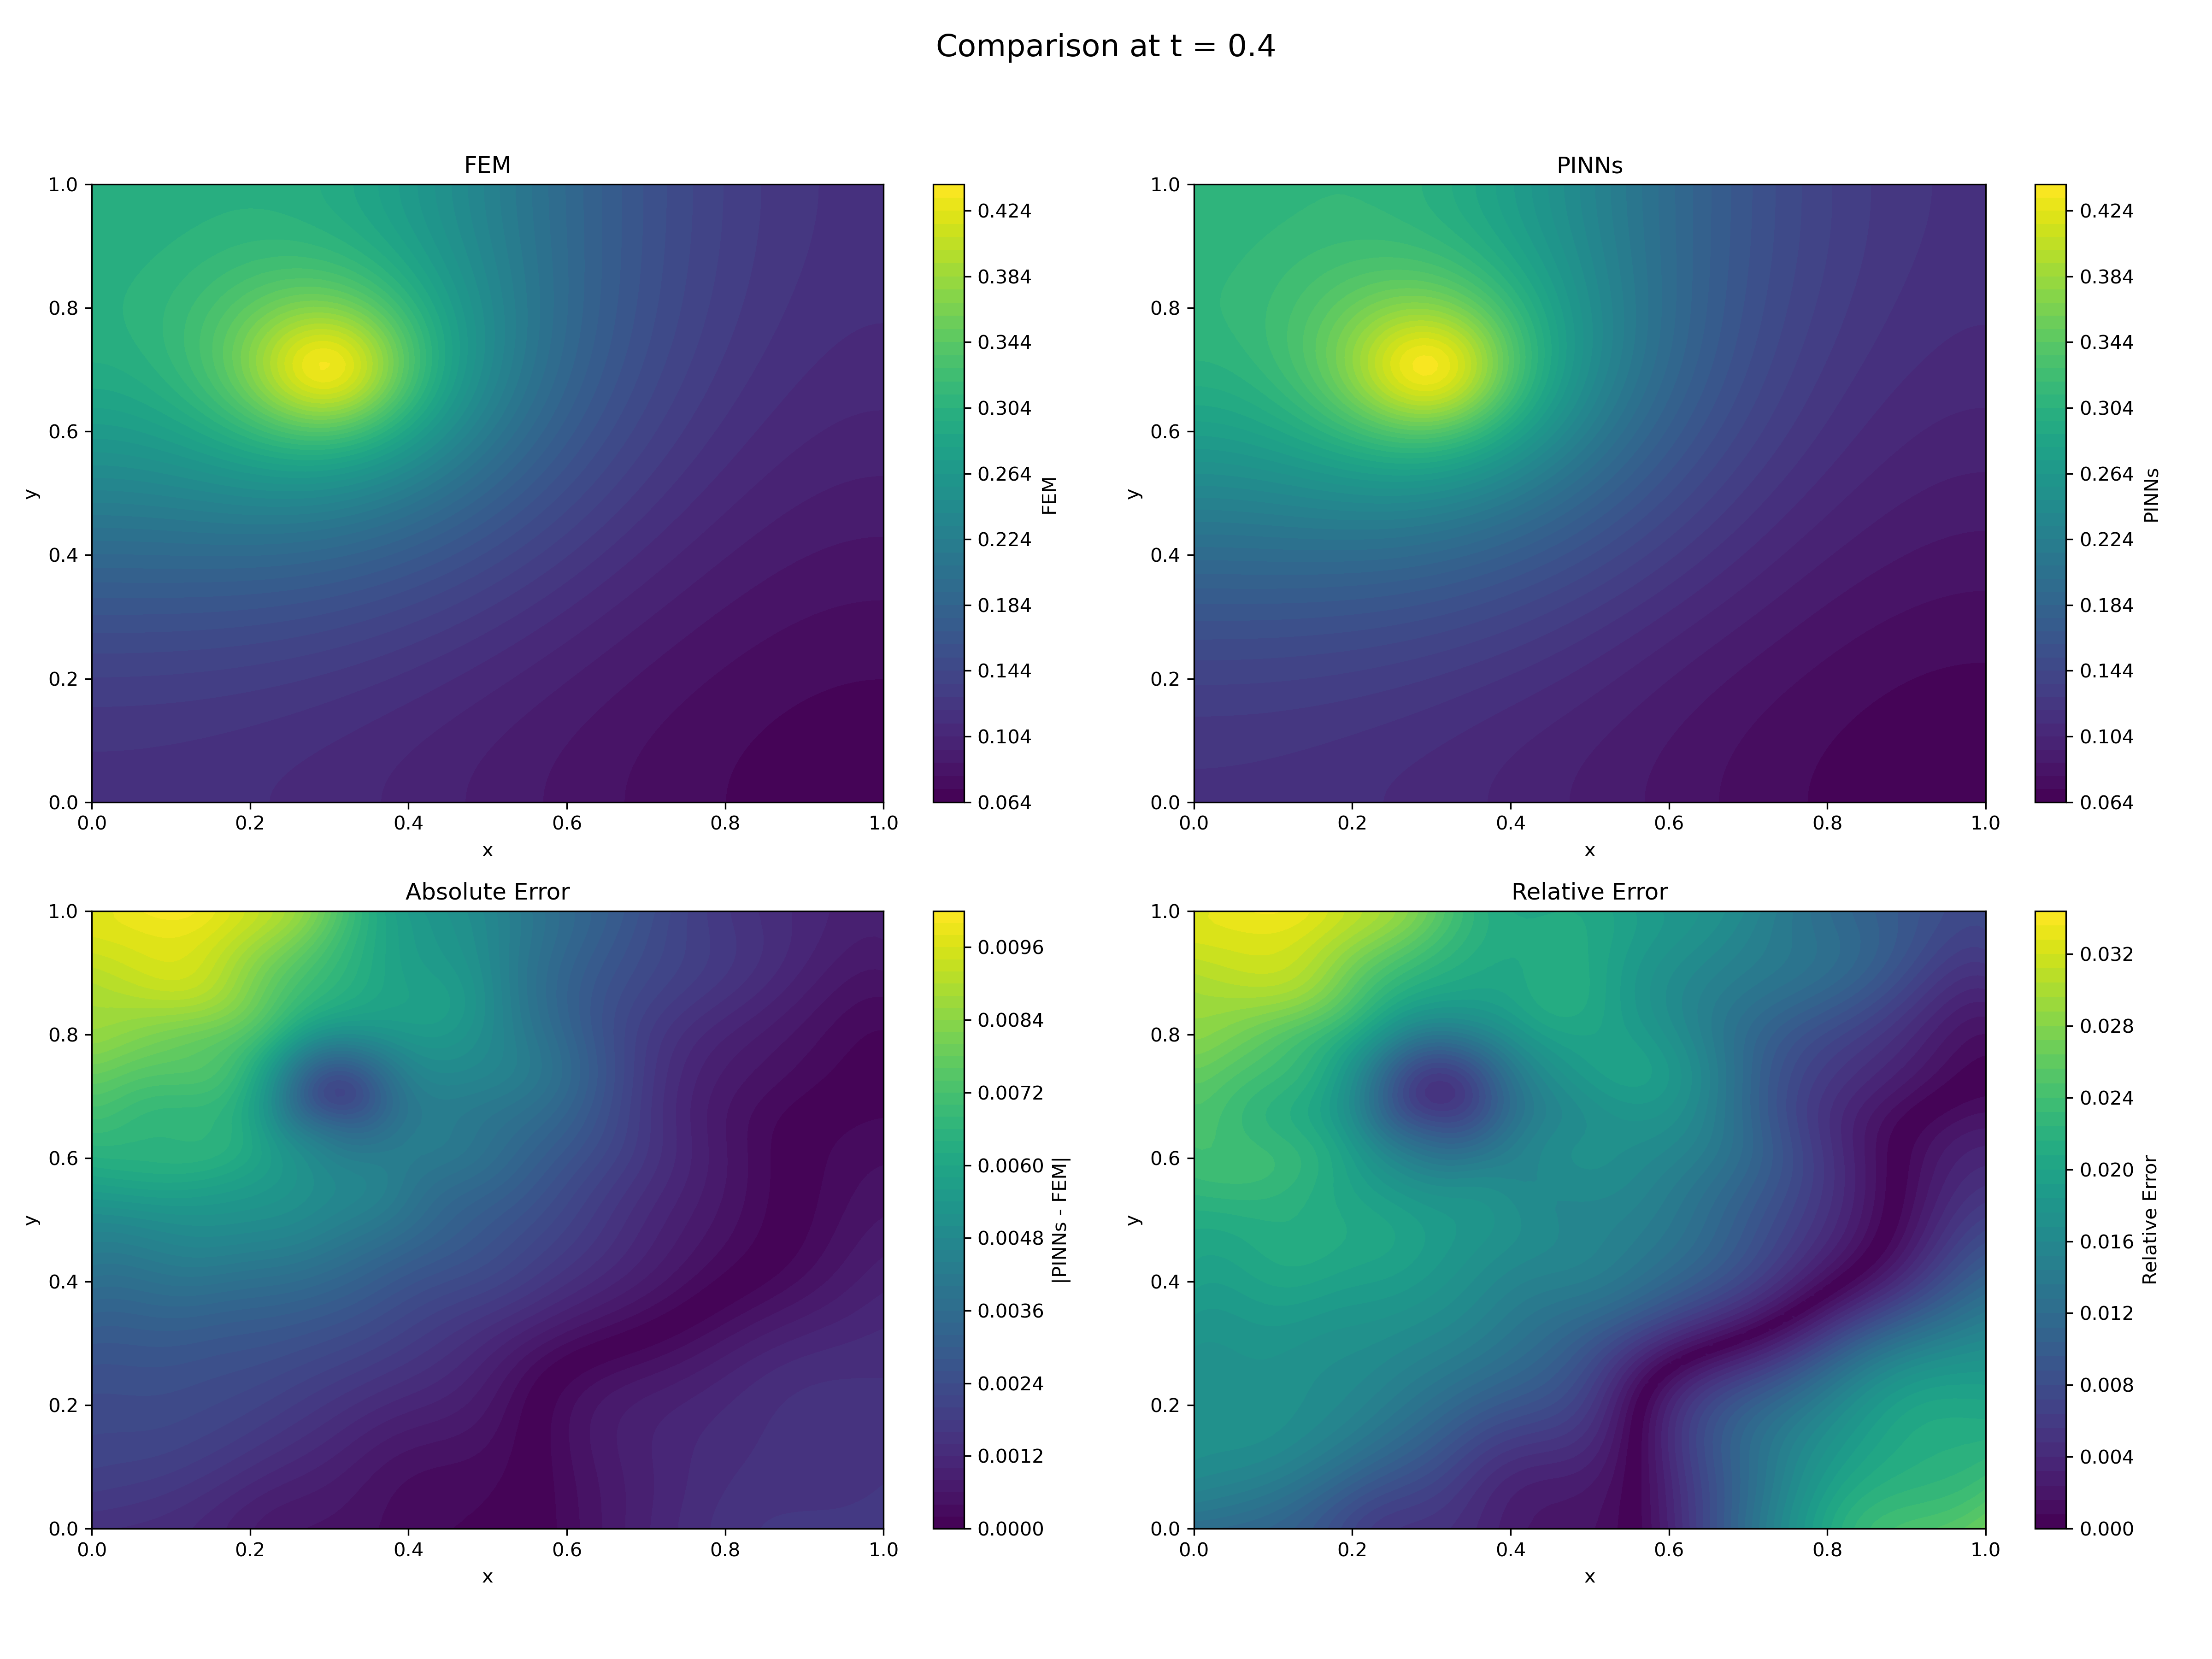 Comparison at t = 0.4
FEM
1.0
0.8
0.6
0.4
0.2
0.0
y
0.0 0.2 0.4 0.6 0.8 1.0
x
0.424
0.384
0.344
0.304
0.264
0.224
0.184
0.144
0.104
0.064
FEM
PINNs
1.0
0.8
0.6
0.4
0.2
0.0
y
0.0 0.2 0.4 0.6 0.8 1.0
x
0.424
0.384
0.344
0.304
0.264
0.224
0.184
0.144
0.104
0.064
PINNs
Absolute Error
1.0
0.8
0.6
0.4
0.2
0.0
y
0.0 0.2 0.4 0.6 0.8 1.0
x
0.0096
0.0084
0.0072
0.0060
0.0048
0.0036
0.0024
0.0012
0.0000
|PINNs - FEM|
Relative Error
1.0
0.8
0.6
0.4
0.2
0.0
y
0.0 0.2 0.4 0.6 0.8 1.0
x
0.032
0.028
0.024
0.020
0.016
0.012
0.008
0.004
0.000
Relative Error